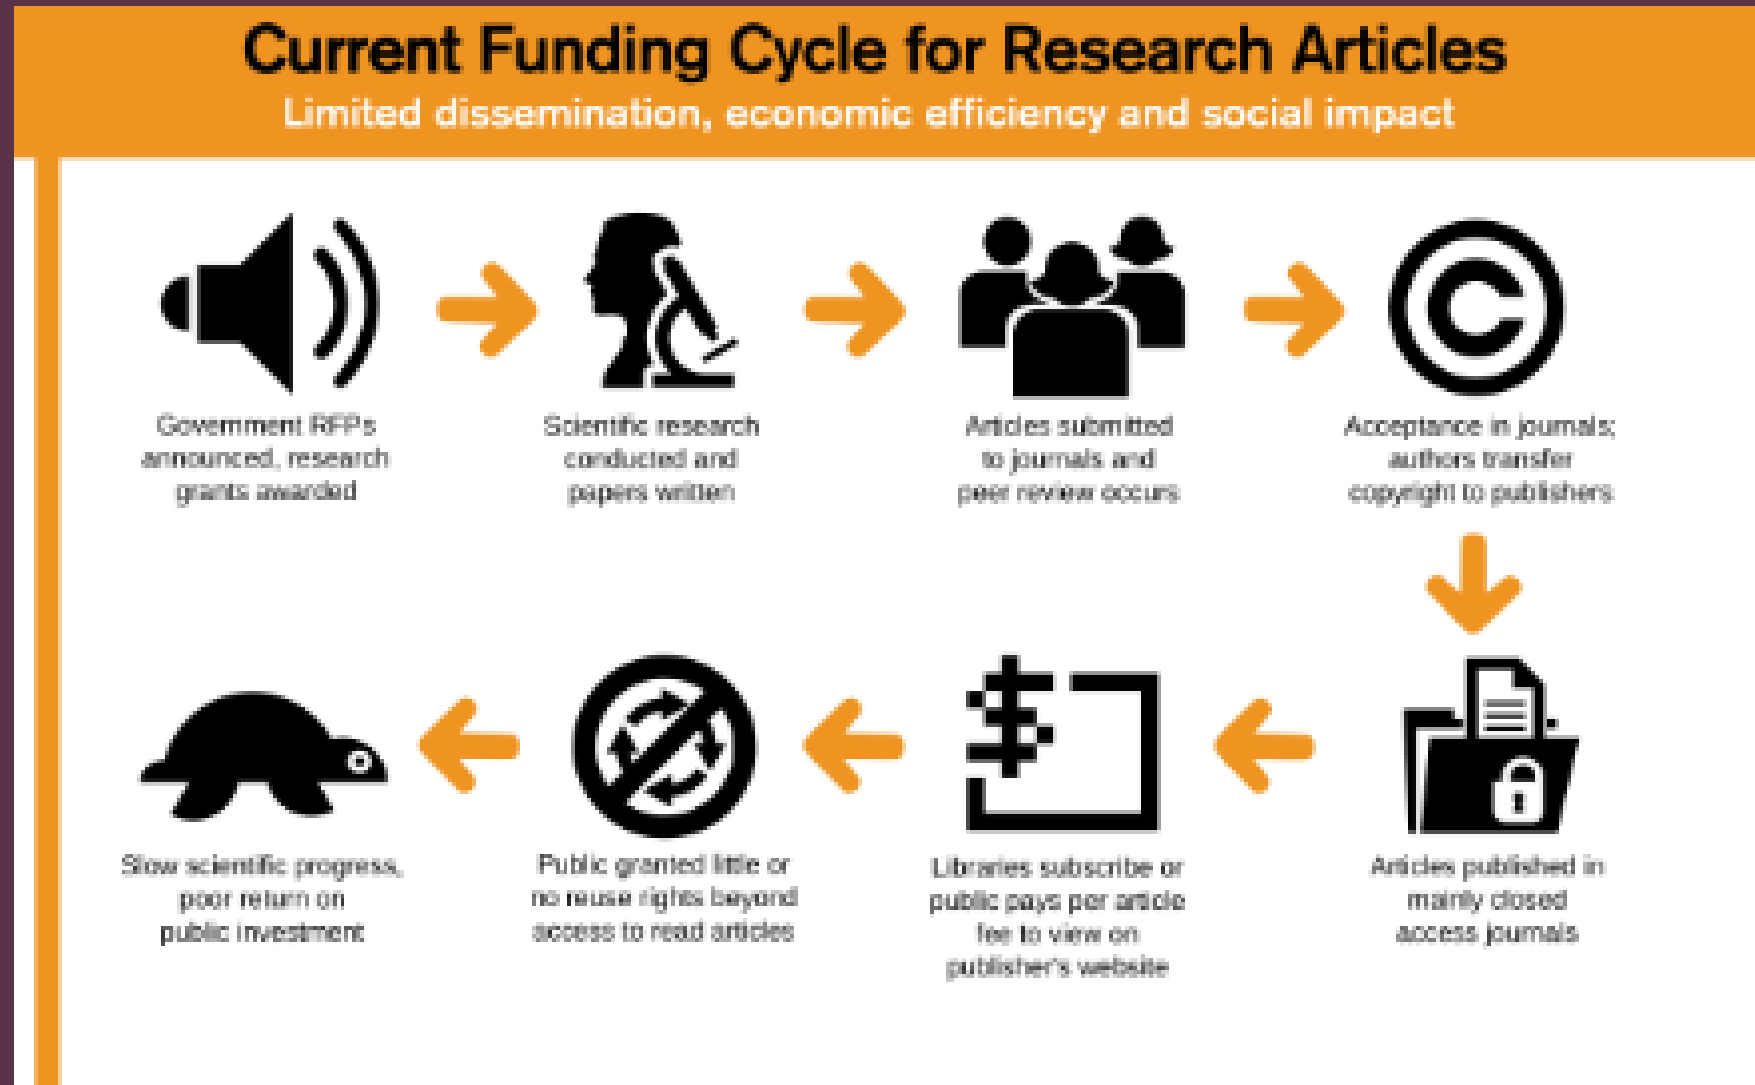 Current Funding Cycle for Research Articles
Limited dissemination, economic efficiency and social impact
Government RFPs
announced, research
grants awarded
Scientific research
conducted and
papers written
Articles submitted
to journals and
peer review occurs
Acceptance in journals;
authors transfer
copyright to publishers
Slow scientific progress,
poor return on
public investment
Public granted little or
no reuse rights beyond
access to read articles
Libraries subscribe or
public pays per article
fee to view on
publisher's website
Articles published in
mainly closed
access journals